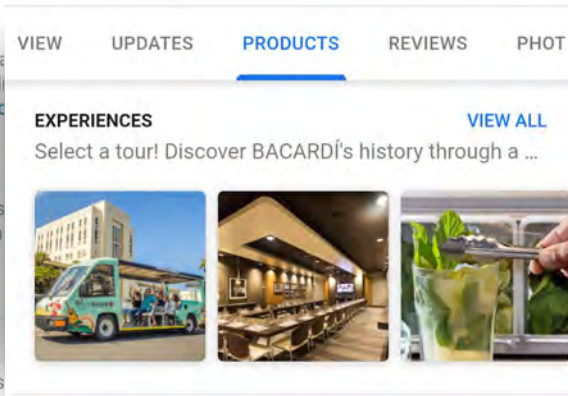 VIEW UPDATES PRODUCTS REVIEWS PHOT
EXPERIENCES VIEW ALL
Select a tour! Discover BACARDÍ's history through a ...